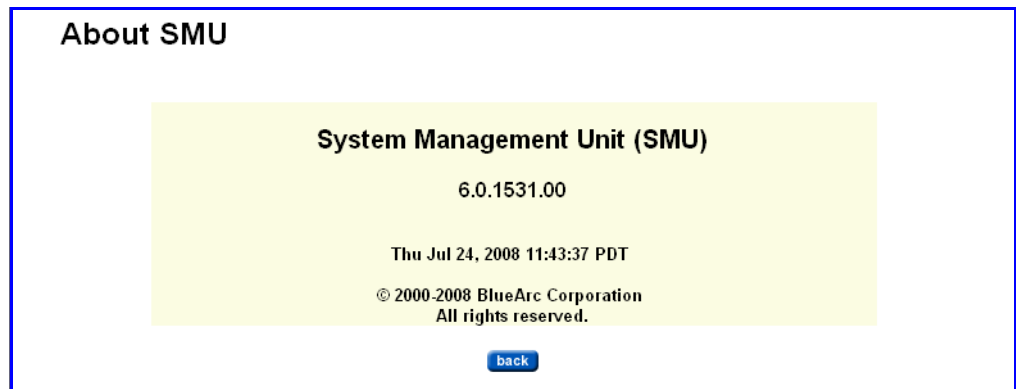 About SMU
System Management Unit (SMU)
6.0.1531.00
Thu Jul 24, 2008 11:43:37 PDT
© 2000-2008 BlueArc Corporation
All rights reserved.
back